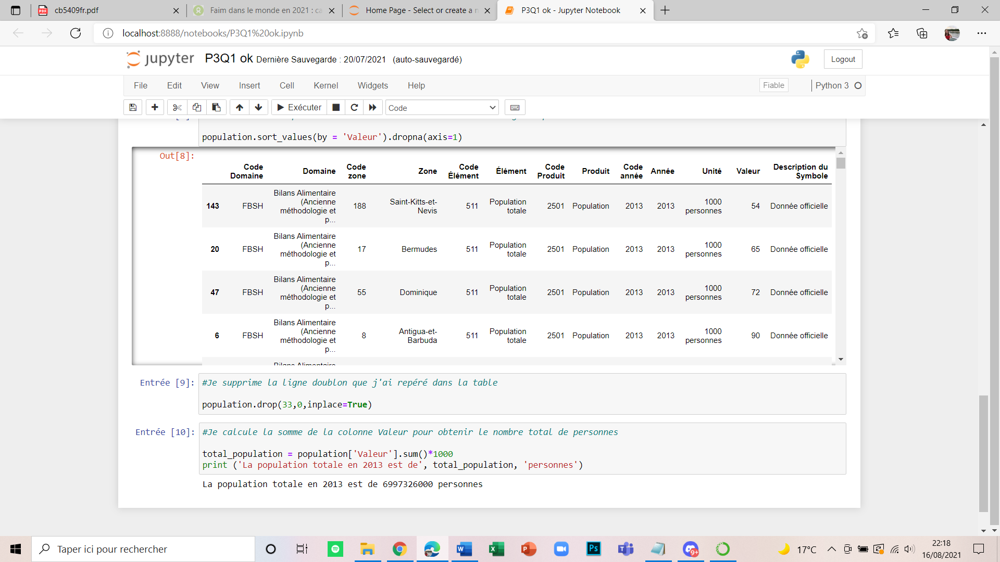 cb5409fr.pdf
Faim dans le monde en 2021 : ca
Home Page - Select or create a n
P3Q1 ok - Jupyter Notebook
localhost:8888/notebooks/P3Q1%20ok.ipynb
jupyter P3Q1 ok Dernière Sauvegarde : 20/07/2021 (auto-sauvegardé)
Logout
File Edit View Insert Cell Kernel Widgets Help
Fiable Python 3
Exécuter Code
population.sort_values(by = 'Valeur').dropna(axis=1)
Out[8]:
Code Domaine Domaine Code zone Zone Code Élément Élément Code Produit Produit Code année Année Unité Valeur Description du Symbole
143 FBSH Bilans Alimentaire (Ancienne méthodologie et p... 188 Saint-Kitts-et-Nevis 511 Population totale 2501 Population 2013 2013 1000 personnes 54 Donnée officielle
20 FBSH Bilans Alimentaire (Ancienne méthodologie et p... 17 Bermudes 511 Population totale 2501 Population 2013 2013 1000 personnes 65 Donnée officielle
47 FBSH Bilans Alimentaire (Ancienne méthodologie et p... 55 Dominique 511 Population totale 2501 Population 2013 2013 1000 personnes 72 Donnée officielle
6 FBSH Bilans Alimentaire (Ancienne méthodologie et p... 8 Antigua-et-Barbuda 511 Population totale 2501 Population 2013 2013 1000 personnes 90 Donnée officielle
Bilans Alimentaire
Entrée [9]: #Je supprime la ligne doublon que j'ai repéré dans la table
population.drop(33,0,inplace=True)
Entrée [10]: #Je calcule la somme de la colonne Valeur pour obtenir le nombre total de personnes
total_population = population['Valeur'].sum()*1000
print ('La population totale en 2013 est de', total_population, 'personnes')
La population totale en 2013 est de 6997326000 personnes
Taper ici pour rechercher
Ps
9+
17°C
22:18
16/08/2021